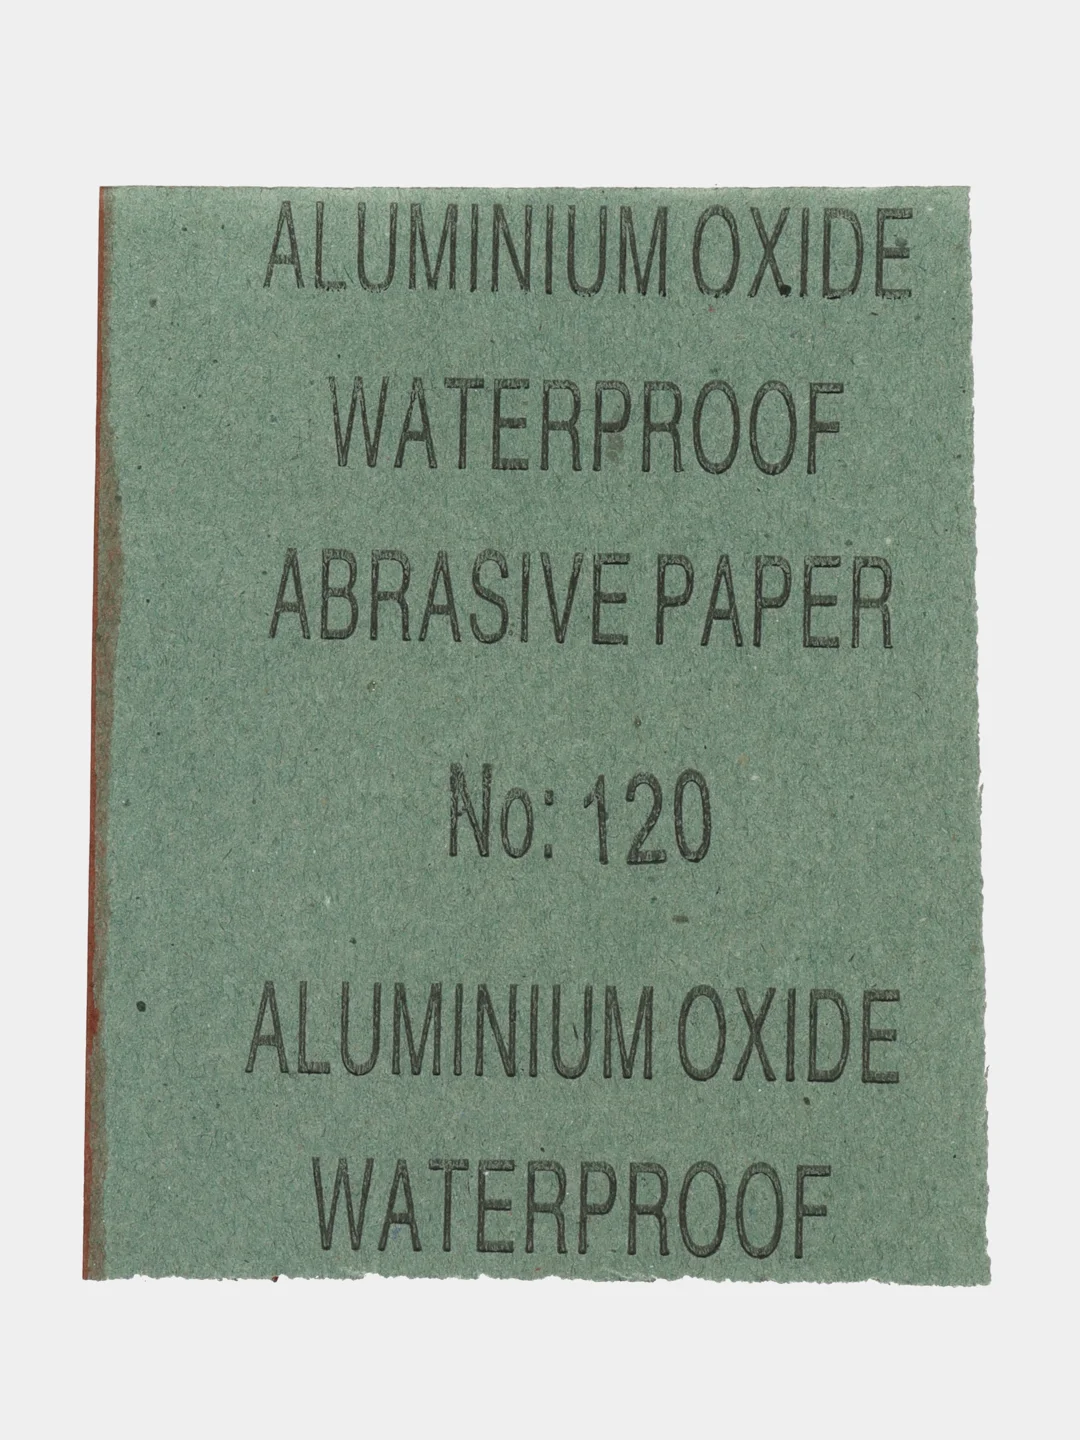 ALUMINIUM OXIDE
WATERPROOF
ABRASIVE PAPER
No: 120
ALUMINIUM OXIDE
WATERPROOF